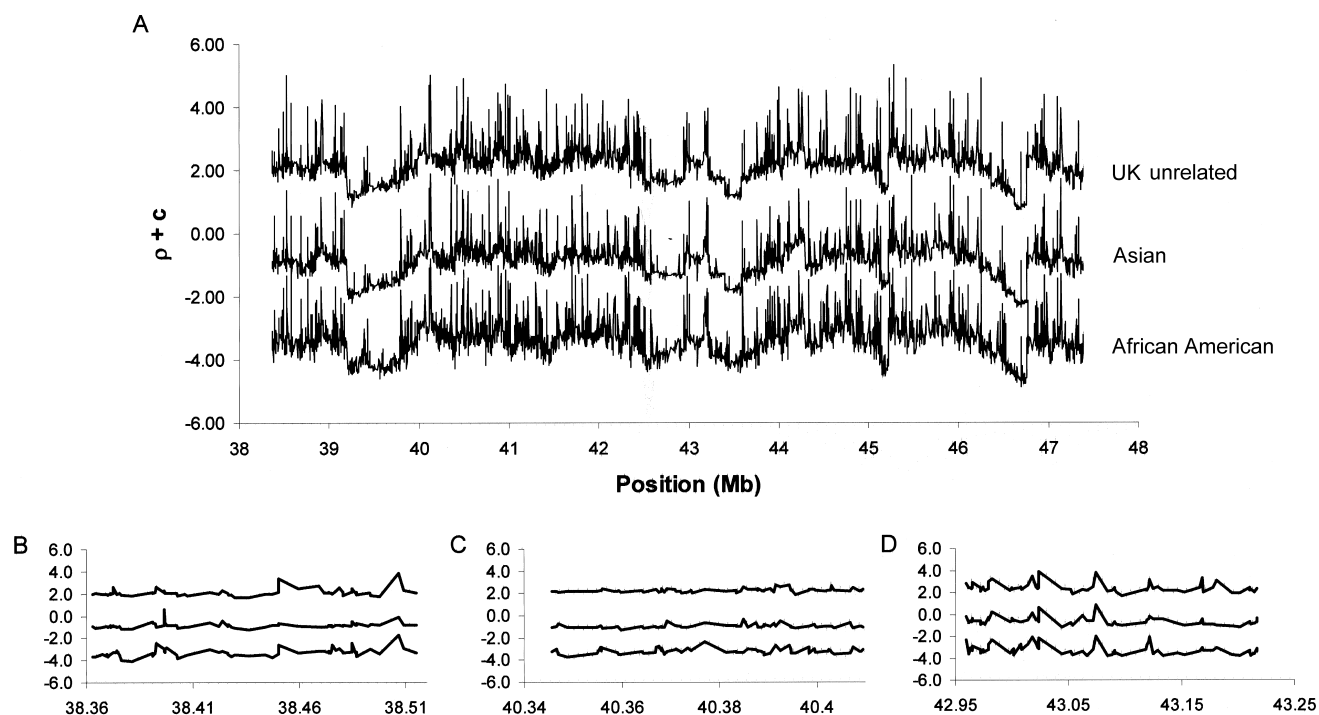 A
6.00
4.00
2.00
0.00
-2.00
-4.00
-6.00
ρ + c
UK unrelated
Asian
African American
38 39 40 41 42 43 44 45 46 47 48
Position (Mb)
B
6.0
4.0
2.0
0.0
-2.0
-4.0
-6.0
38.36 38.41 38.46 38.51
C
6.0
4.0
2.0
0.0
-2.0
-4.0
-6.0
40.34 40.36 40.38 40.4
D
6.0
4.0
2.0
0.0
-2.0
-4.0
-6.0
42.95 43.05 43.15 43.25